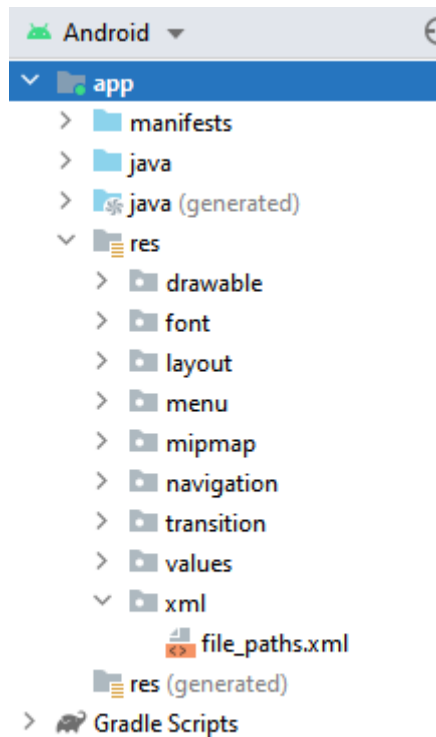 Android
app
manifests
java
java (generated)
res
drawable
font
layout
menu
mipmap
navigation
transition
values
xml
file_paths.xml
res (generated)
Gradle Scripts